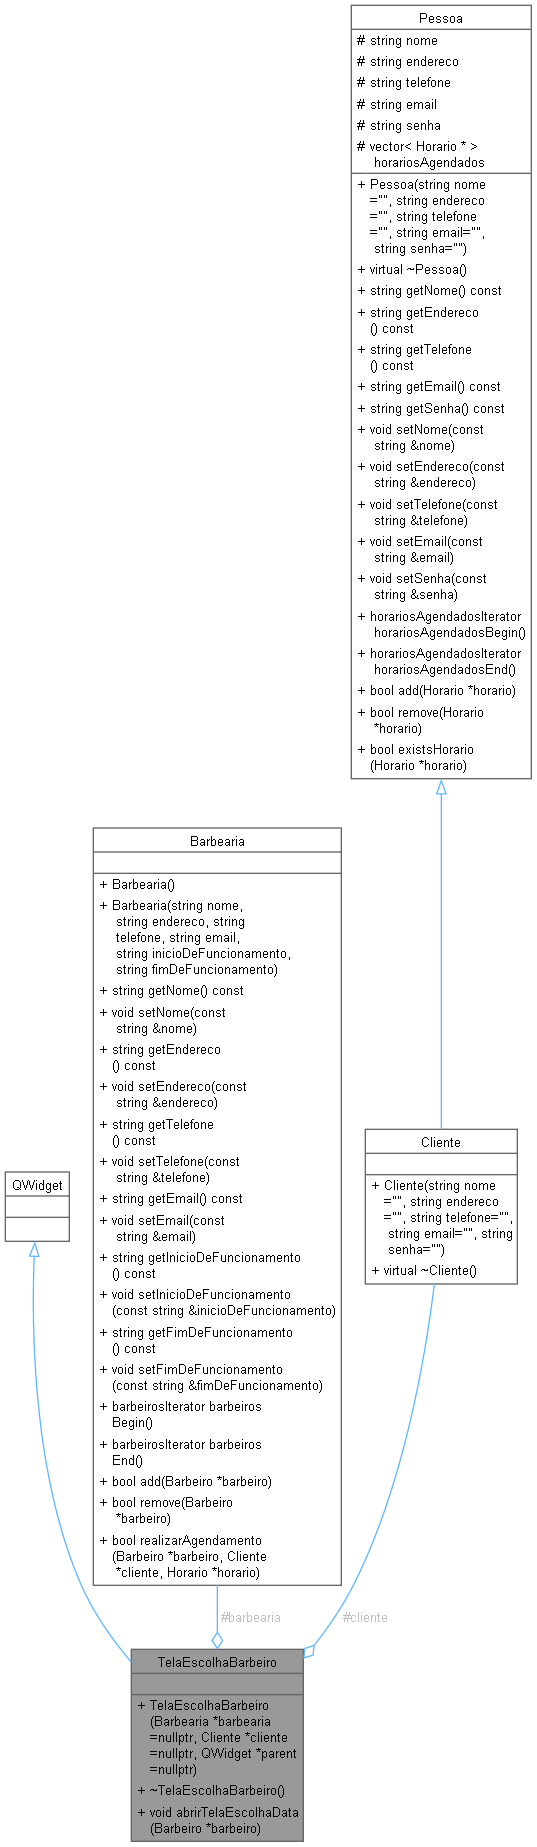 Pessoa
# string nome
# string endereco
# string telefone
# string email
# string senha
# vector< Horario * >
horariosAgendados
+ Pessoa(string nome
="", string endereco
="", string telefone
="", string email="",
string senha="")
+ virtual ~Pessoa()
+ string getNome() const
+ string getEndereco
() const
+ string getTelefone
() const
+ string getEmail() const
+ string getSenha() const
+ void setNome(const
string &nome)
+ void setEndereco(const
string &endereco)
+ void setTelefone(const
string &telefone)
+ void setEmail(const
string &email)
+ void setSenha(const
string &senha)
+ horariosAgendadosIterator
horariosAgendadosBegin()
+ horariosAgendadosIterator
horariosAgendadosEnd()
+ bool add(Horario *horario)
+ bool remove(Horario
*horario)
+ bool existsHorario
(Horario *horario)
Barbearia
+ Barbearia()
+ Barbearia(string nome,
string endereco, string
telefone, string email,
string inicioDeFuncionamento,
string fimDeFuncionamento)
+ string getNome() const
+ void setNome(const
string &nome)
+ string getEndereco
() const
+ void setEndereco(const
string &endereco)
+ string getTelefone
() const
+ void setTelefone(const
string &telefone)
+ string getEmail() const
+ void setEmail(const
string &email)
+ string getInicioDeFuncionamento
() const
+ void setInicioDeFuncionamento
(const string &inicioDeFuncionamento)
+ string getFimDeFuncionamento
() const
+ void setFimDeFuncionamento
(const string &fimDeFuncionamento)
+ barbeirosIterator barbeiros
Begin()
+ barbeirosIterator barbeiros
End()
+ bool add(Barbeiro *barbeiro)
+ bool remove(Barbeiro
*barbeiro)
+ bool realizarAgendamento
(Barbeiro *barbeiro, Cliente
*cliente, Horario *horario)
Cliente
+ Cliente(string nome
="", string endereco
="", string telefone="",
string email="", string
senha="")
+ virtual ~Cliente()
QWidget
#barbearia
#cliente
TelaEscolhaBarbeiro
+ TelaEscolhaBarbeiro
(Barbearia *barbearia
=nullptr, Cliente *cliente
=nullptr, QWidget *parent
=nullptr)
+ ~TelaEscolhaBarbeiro()
+ void abrirTelaEscolhaData
(Barbeiro *barbeiro)